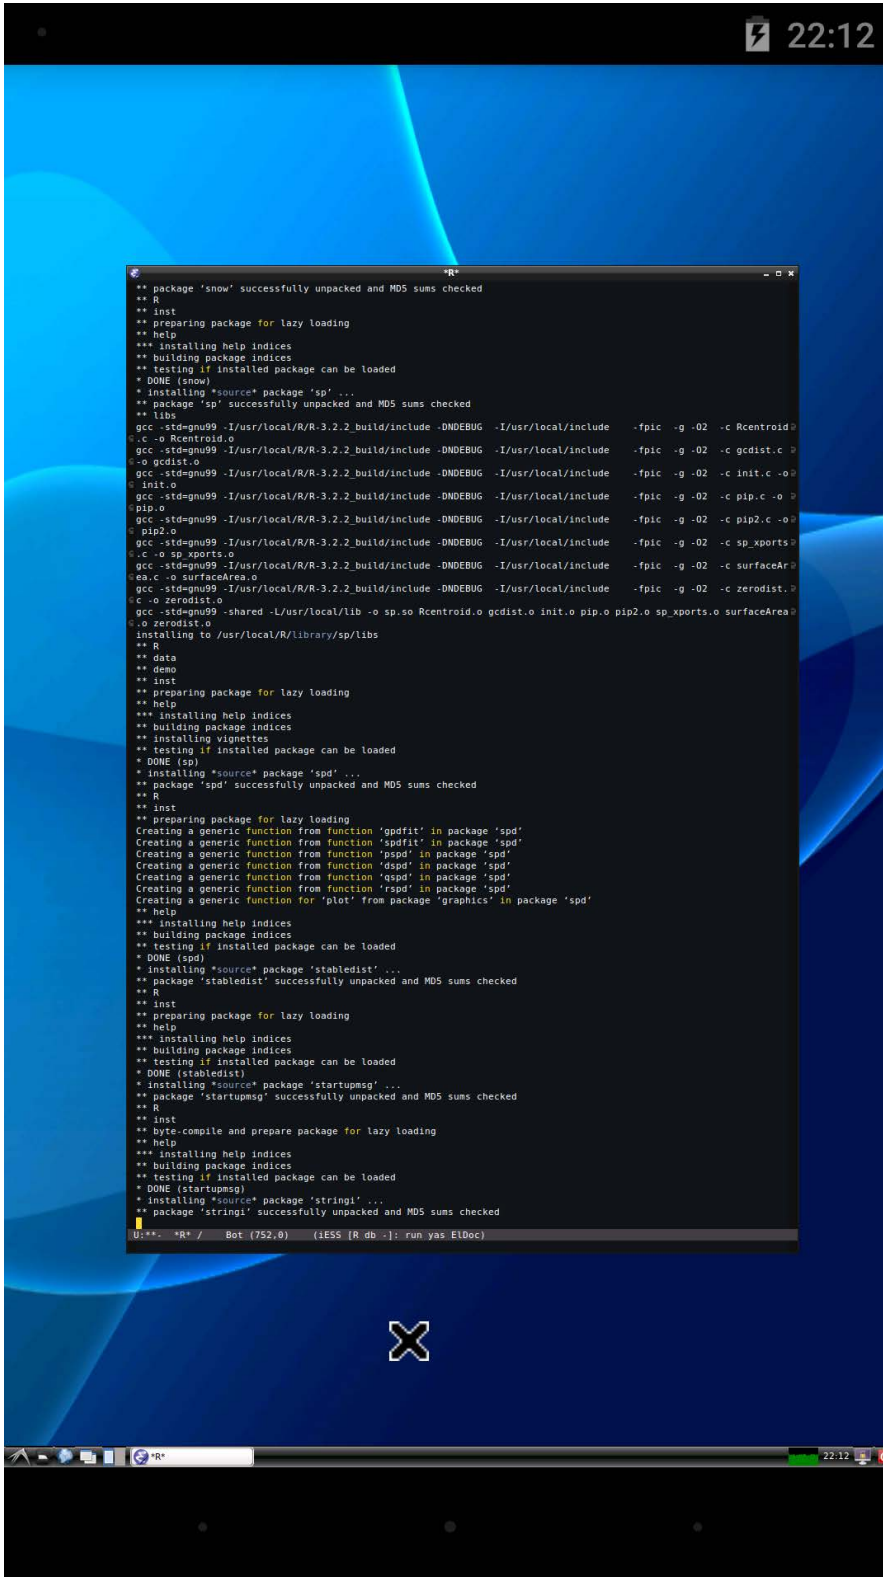 22:12
*R*
** package ‘snow’ successfully unpacked and MD5 sums checked
** R
** inst
** preparing package for lazy loading
** help
*** installing help indices
** building package indices
** testing if installed package can be loaded
* DONE (snow)
* installing *source* package ‘sp’ ...
** package ‘sp’ successfully unpacked and MD5 sums checked
** libs
gcc -std=gnu99 -I/usr/local/R/R-3.2.2_build/include -DNDEBUG  -I/usr/local/include    -fpic  -g -O2  -c Rcentroid
.c -o Rcentroid.o
gcc -std=gnu99 -I/usr/local/R/R-3.2.2_build/include -DNDEBUG  -I/usr/local/include    -fpic  -g -O2  -c gcdist.c
-o gcdist.o
gcc -std=gnu99 -I/usr/local/R/R-3.2.2_build/include -DNDEBUG  -I/usr/local/include    -fpic  -g -O2  -c init.c -o
init.o
gcc -std=gnu99 -I/usr/local/R/R-3.2.2_build/include -DNDEBUG  -I/usr/local/include    -fpic  -g -O2  -c pip.c -o
pip.o
gcc -std=gnu99 -I/usr/local/R/R-3.2.2_build/include -DNDEBUG  -I/usr/local/include    -fpic  -g -O2  -c pip2.c -o
pip2.o
gcc -std=gnu99 -I/usr/local/R/R-3.2.2_build/include -DNDEBUG  -I/usr/local/include    -fpic  -g -O2  -c sp_xports
.c -o sp_xports.o
gcc -std=gnu99 -I/usr/local/R/R-3.2.2_build/include -DNDEBUG  -I/usr/local/include    -fpic  -g -O2  -c surfaceAr
ea.c -o surfaceArea.o
gcc -std=gnu99 -I/usr/local/R/R-3.2.2_build/include -DNDEBUG  -I/usr/local/include    -fpic  -g -O2  -c zerodist.
c -o zerodist.o
gcc -std=gnu99 -shared -L/usr/local/lib -o sp.so Rcentroid.o gcdist.o init.o pip.o pip2.o sp_xports.o surfaceArea
.o zerodist.o
installing to /usr/local/R/library/sp/libs
** R
** data
** demo
** inst
** preparing package for lazy loading
** help
*** installing help indices
** building package indices
** installing vignettes
** testing if installed package can be loaded
* DONE (sp)
* installing *source* package ‘spd’ ...
** package ‘spd’ successfully unpacked and MD5 sums checked
** R
** inst
** preparing package for lazy loading
Creating a generic function from function ‘gpdfit’ in package ‘spd’
Creating a generic function from function ‘spdfit’ in package ‘spd’
Creating a generic function from function ‘pspd’ in package ‘spd’
Creating a generic function from function ‘dspd’ in package ‘spd’
Creating a generic function from function ‘qspd’ in package ‘spd’
Creating a generic function from function ‘rspd’ in package ‘spd’
Creating a generic function for ‘plot’ from package ‘graphics’ in package ‘spd’
** help
*** installing help indices
** building package indices
** testing if installed package can be loaded
* DONE (spd)
* installing *source* package ‘stabledist’ ...
** package ‘stabledist’ successfully unpacked and MD5 sums checked
** R
** inst
** preparing package for lazy loading
** help
*** installing help indices
** building package indices
** testing if installed package can be loaded
* DONE (stabledist)
* installing *source* package ‘startupmsg’ ...
** package ‘startupmsg’ successfully unpacked and MD5 sums checked
** R
** inst
** byte-compile and prepare package for lazy loading
** help
*** installing help indices
** building package indices
** testing if installed package can be loaded
* DONE (startupmsg)
* installing *source* package ‘stringi’ ...
** package ‘stringi’ successfully unpacked and MD5 sums checked
U:**-  *R* /    Bot (752,0)    (iESS [R db -]: run yas ElDoc)
*R*
22:12